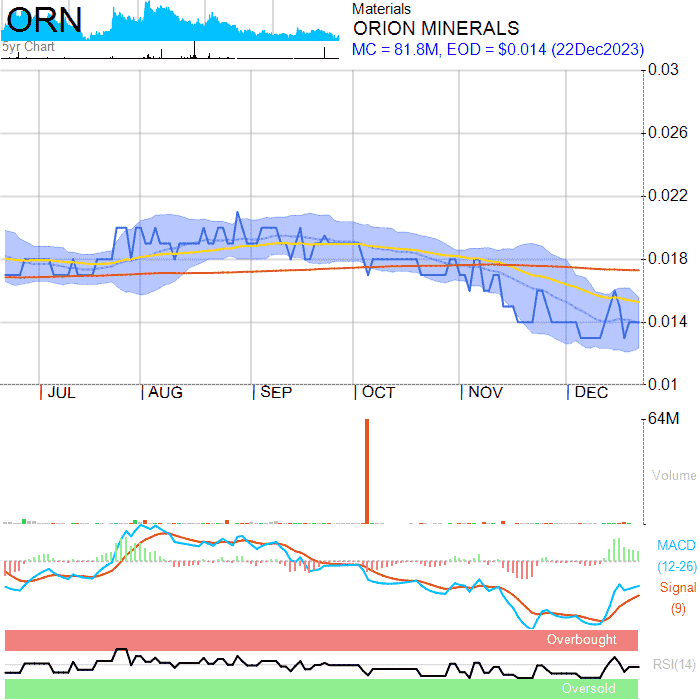 ORN
5yr Chart
Materials
ORION MINERALS
MC = 81.8M, EOD = $0.014 (22Dec2023)
0.03
0.026
0.022
0.018
0.014
0.01
JUL AUG SEP OCT NOV DEC
64M
Volume
MACD
(12-26)
Signal
(9)
Overbought
RSI(14)
Oversold